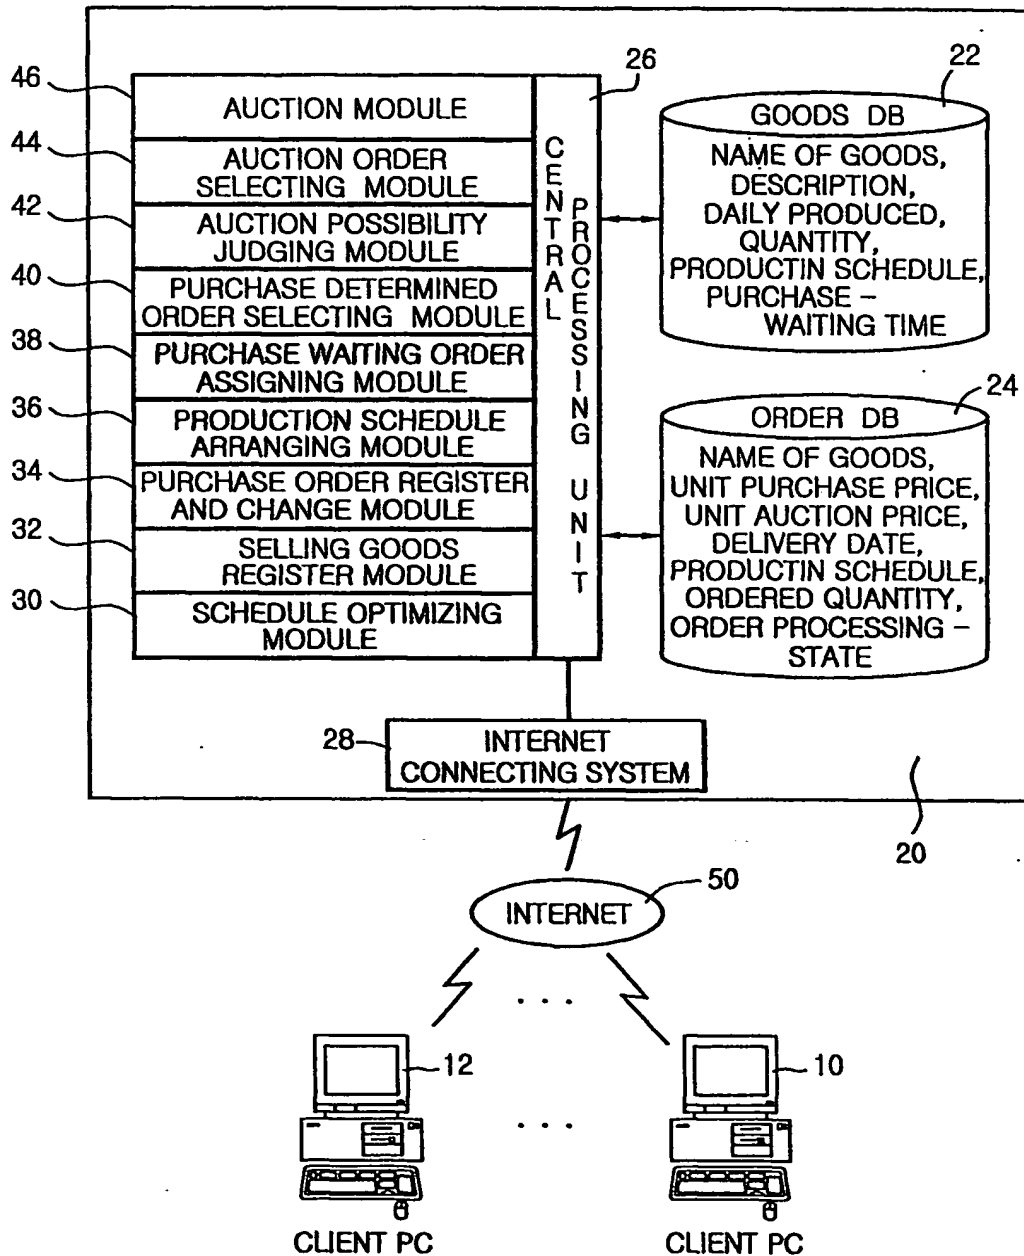 46
AUCTION MODULE
44
AUCTION ORDER
SELECTING MODULE
42
AUCTION POSSIBILITY
JUDGING MODULE
40
PURCHASE DETERMINED
ORDER SELECTING MODULE
38
PURCHASE WAITING ORDER
ASSIGNING MODULE
36
PRODUCTION SCHEDULE
ARRANGING MODULE
34
PURCHASE ORDER REGISTER
AND CHANGE MODULE
32
SELLING GOODS
REGISTER MODULE
30
SCHEDULE OPTIMIZING
MODULE
26
CENTRAL
PROCESSING UNIT
22
GOODS DB
NAME OF GOODS,
DESCRIPTION,
DAILY PRODUCED,
QUANTITY,
PRODUCTIN SCHEDULE,
PURCHASE –
WAITING TIME
24
ORDER DB
NAME OF GOODS,
UNIT PURCHASE PRICE,
UNIT AUCTION PRICE,
DELIVERY DATE,
PRODUCTIN SCHEDULE,
ORDERED QUANTITY,
ORDER PROCESSING –
STATE
28
INTERNET
CONNECTING SYSTEM
20
50
INTERNET
. . .
12
10
. . .
CLIENT PC
CLIENT PC